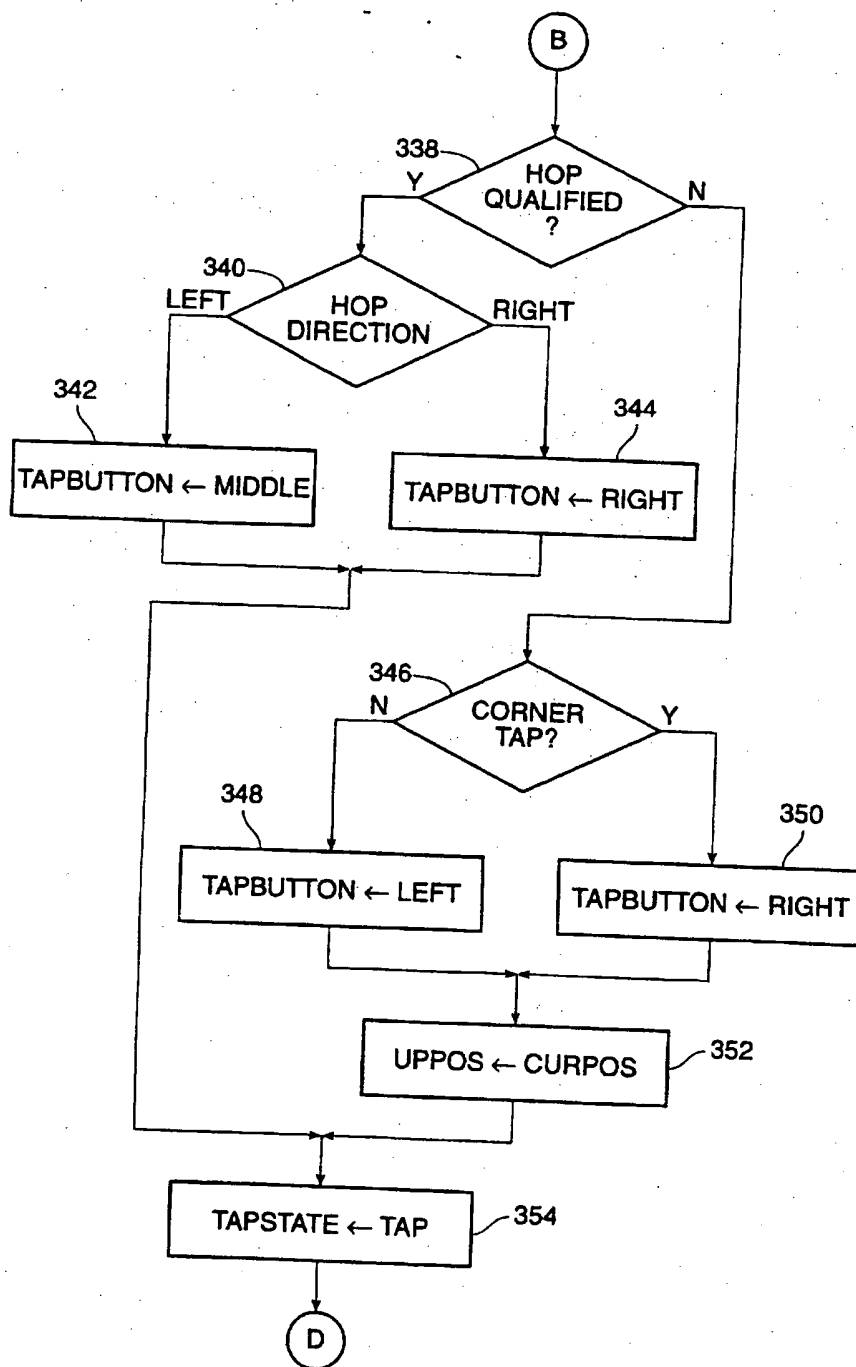 B
338
HOP
QUALIFIED
?
Y
N
340
HOP
DIRECTION
LEFT
RIGHT
342
TAPBUTTON ← MIDDLE
344
TAPBUTTON ← RIGHT
346
CORNER
TAP?
N
Y
348
TAPBUTTON ← LEFT
350
TAPBUTTON ← RIGHT
UPPOS ← CURPOS
352
TAPSTATE ← TAP
354
D